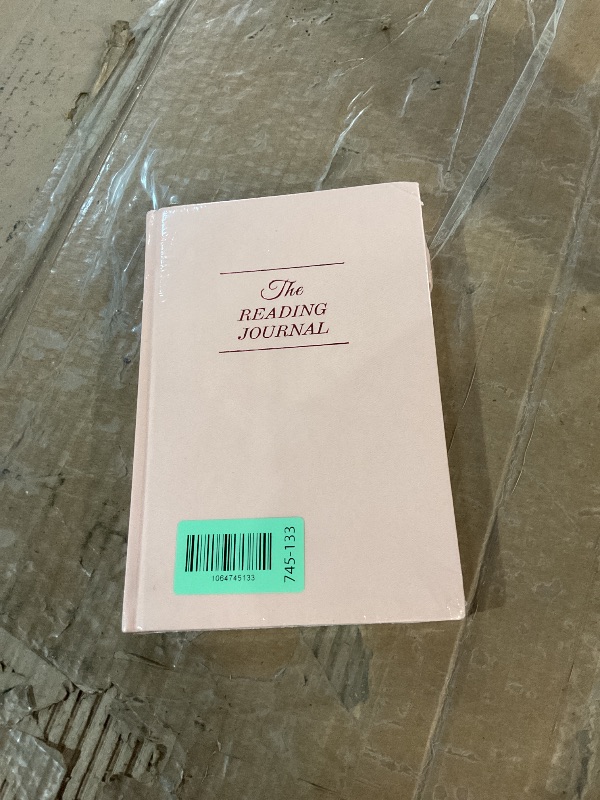 The
READING
JOURNAL
1064745133
745-133